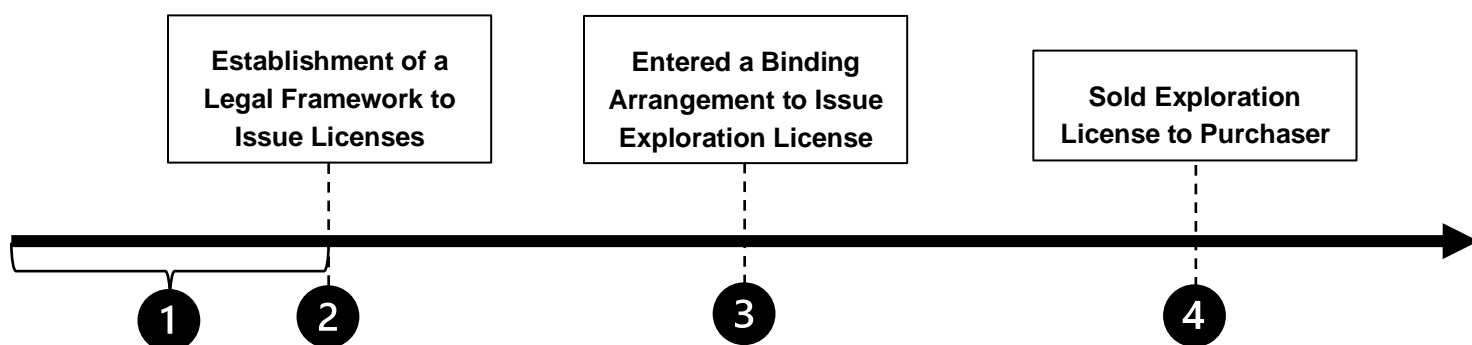 Establishment of a
Legal Framework to
Issue Licenses
Entered a Binding
Arrangement to Issue
Exploration License
Sold Exploration
License to Purchaser
1
2
3
4